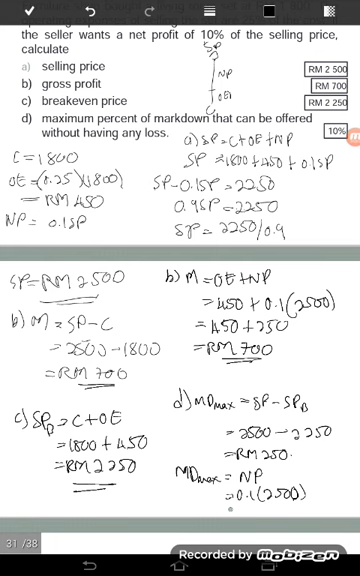 the seller wants a net profit of 10% of the selling price,
calculate
a) selling price RM 2 500
b) gross profit RM 700
c) breakeven price RM 2 250
d) maximum percent of markdown that can be offered
without having any loss. 10%
SP
NP
OE
C
C = 1800
OE = (0.25)(1800)
= RM 450
NP = 0.1SP
a) SP = C+OE+NP
SP = 1800+450+0.1SP
SP-0.1SP=2250
0.9SP=2250
SP=2250/0.9
SP=RM 2500
b) M = SP-C
= 2500-1800
= RM 700
c) SPB = C+OE
= 1800+450
= RM 2250
b) M = OE+NP
= 450+0.1(2500)
= 450+250
= RM 700
d) MDmax = SP-SPB
= 2500-2250
= RM 250.
MDmax = NP
= 0.1(2500)
31 /38
Recorded by Mobizen